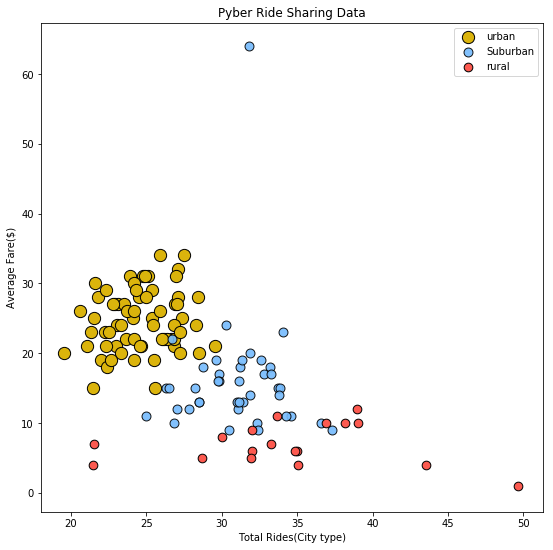 Pyber Ride Sharing Data
urban
Suburban
rural
60
50
40
30
20
10
0
Average Fare($)
20 25 30 35 40 45 50
Total Rides(City type)